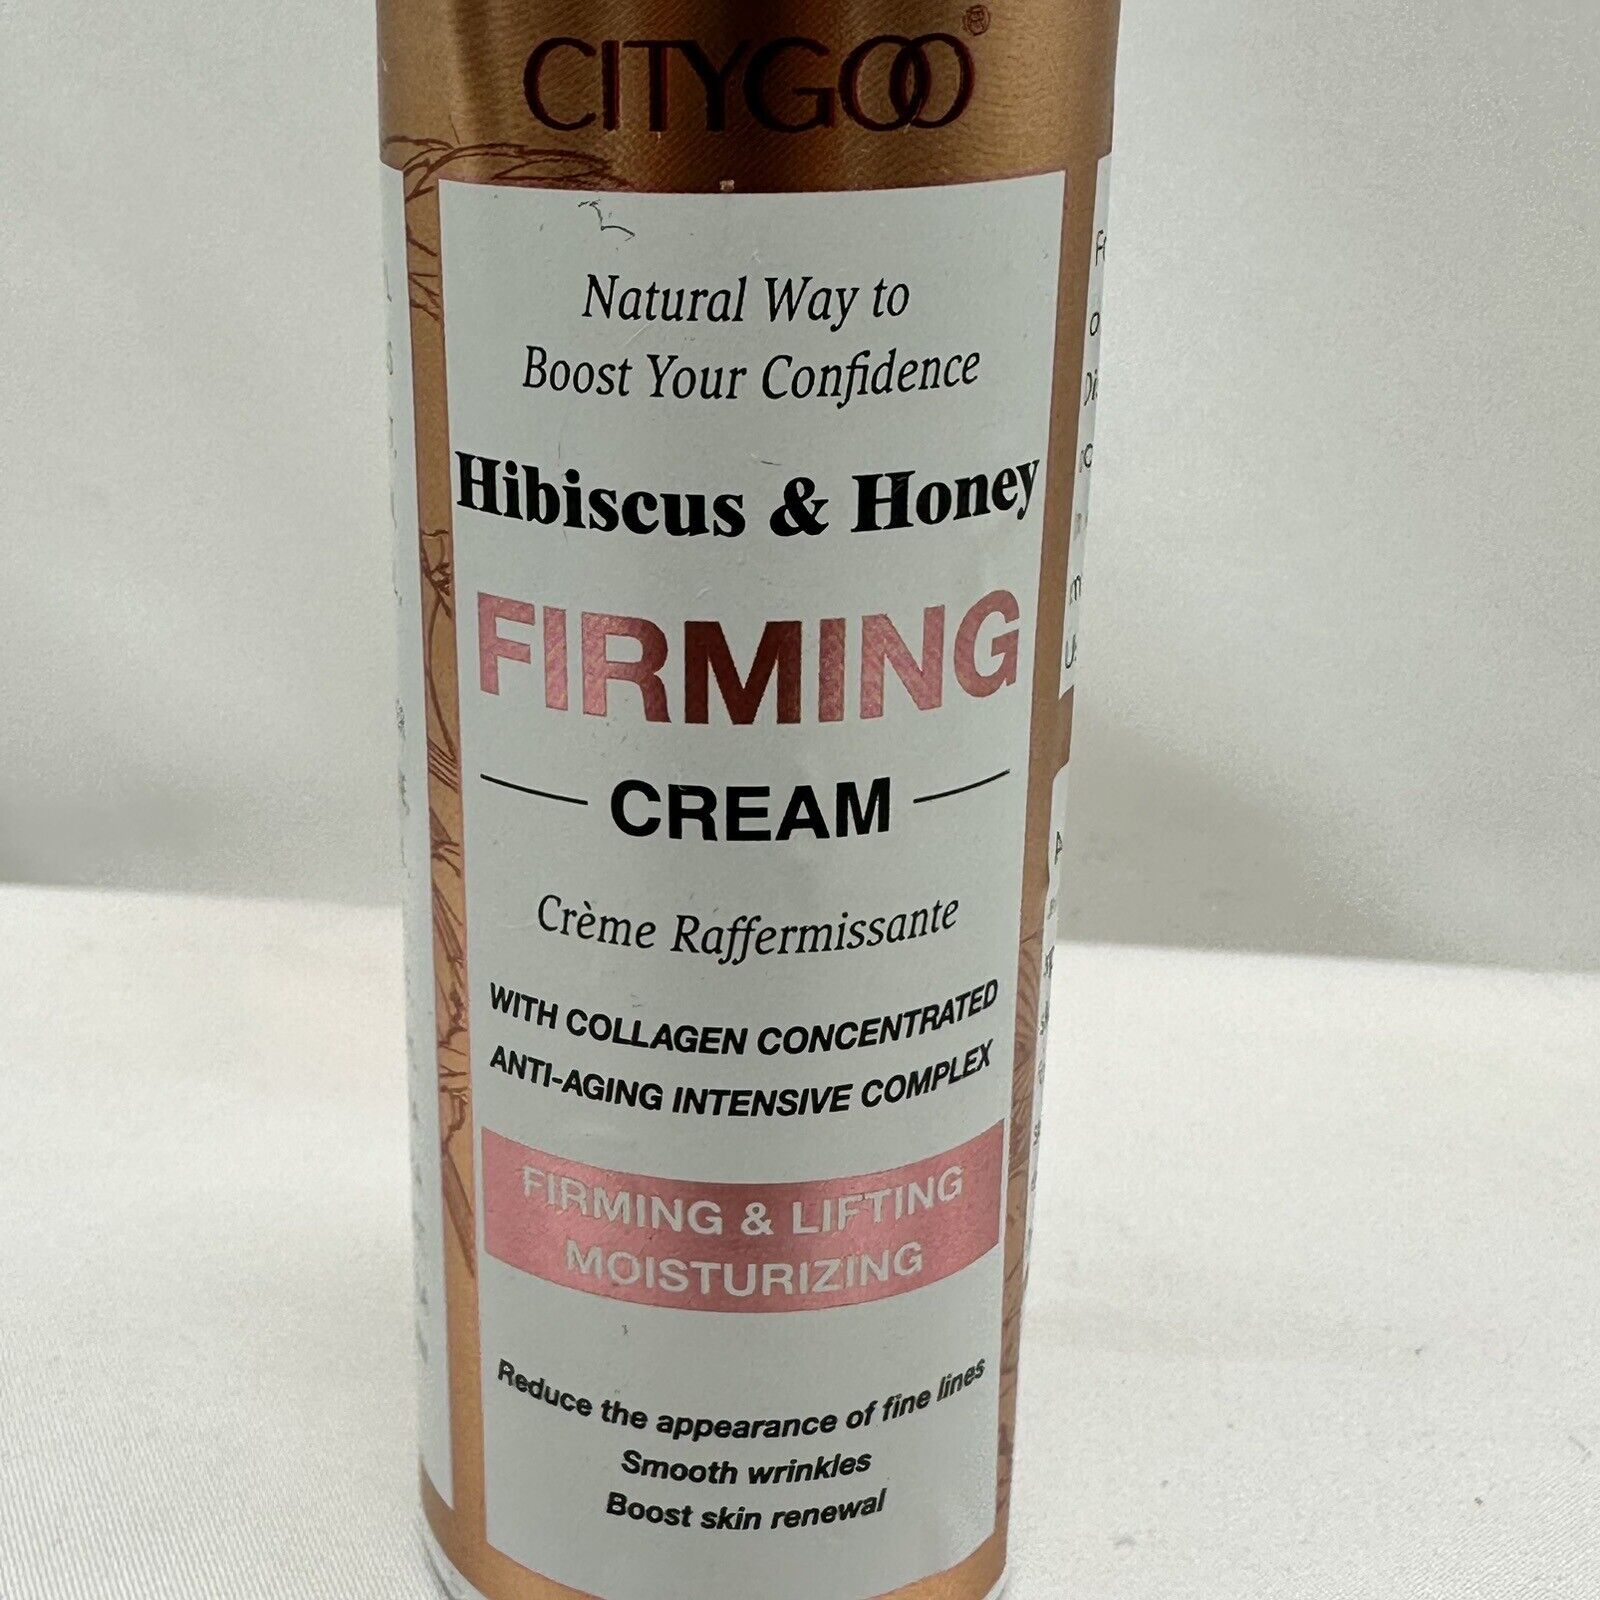 CITYGOO
Natural Way to
Boost Your Confidence
Hibiscus & Honey
FIRMING
CREAM
Crème Raffermissante
WITH COLLAGEN CONCENTRATED
ANTI-AGING INTENSIVE COMPLEX
FIRMING & LIFTING
MOISTURIZING
Reduce the appearance of fine lines
Smooth wrinkles
Boost skin renewal